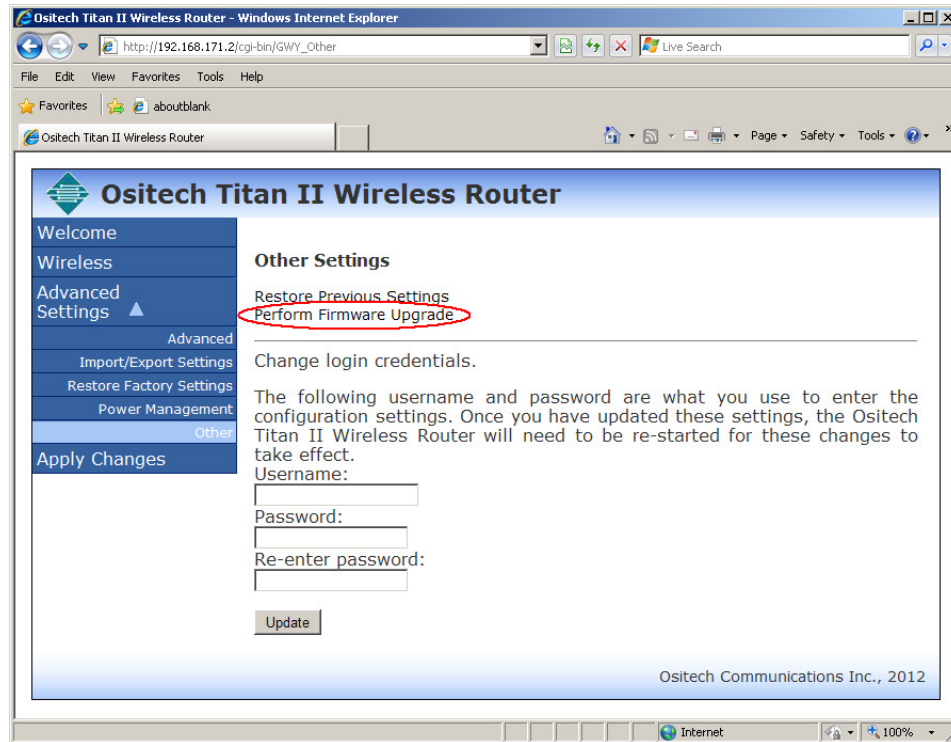 Ositech Titan II Wireless Router - Windows Internet Explorer
http://192.168.171.2/cgi-bin/GWY_Other
Live Search
File Edit View Favorites Tools Help
Favorites aboutblank
Ositech Titan II Wireless Router
Page Safety Tools
Ositech Titan II Wireless Router
Welcome
Wireless
Advanced
Settings
Advanced
Import/Export Settings
Restore Factory Settings
Power Management
Other
Apply Changes
Other Settings
Restore Previous Settings
Perform Firmware Upgrade
Change login credentials.
The following username and password are what you use to enter the
configuration settings. Once you have updated these settings, the Ositech
Titan II Wireless Router will need to be re-started for these changes to
take effect.
Username:
Password:
Re-enter password:
Update
Ositech Communications Inc., 2012
Internet
100%